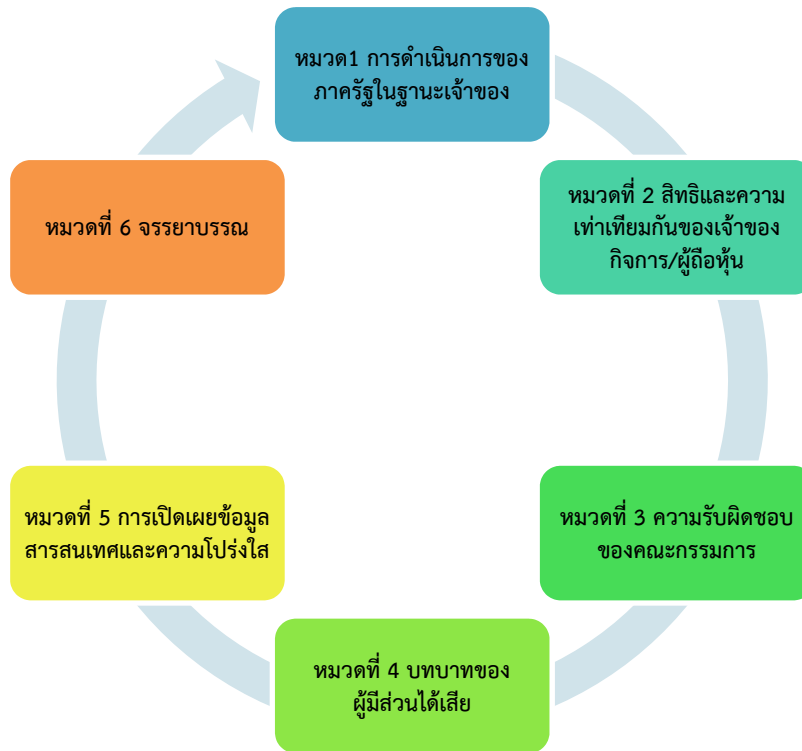 หมวด1 การดำเนินการของ
ภาครัฐในฐานะเจ้าของ
หมวดที่ 2 สิทธิและความ
เท่าเทียมกันของเจ้าของ
กิจการ/ผู้ถือหุ้น
หมวดที่ 3 ความรับผิดชอบ
ของคณะกรรมการ
หมวดที่ 4 บทบาทของ
ผู้มีส่วนได้เสีย
หมวดที่ 5 การเปิดเผยข้อมูล
สารสนเทศและความโปร่งใส
หมวดที่ 6 จรรยาบรรณ